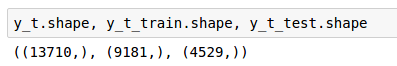 y_t.shape, y_t_train.shape, y_t_test.shape
((13710,), (9181,), (4529,))